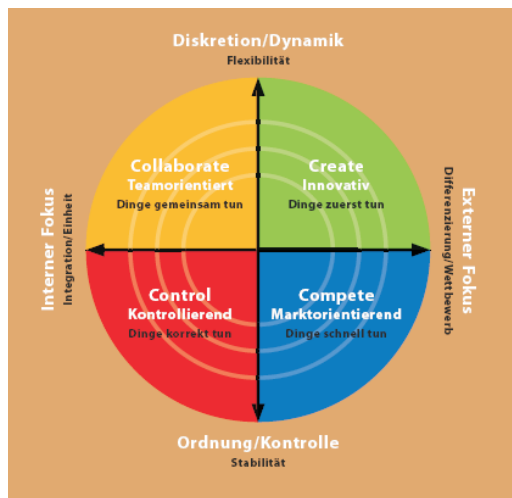 Diskretion/Dynamik
Flexibilität
Collaborate
Teamorientiert
Dinge gemeinsam tun
Create
Innovativ
Dinge zuerst tun
Interner Fokus
Integration/Einheit
Externer Fokus
Differenzierung/Wettbewerb
Control
Kontrollierend
Dinge korrekt tun
Compete
Marktorientierend
Dinge schnell tun
Ordnung/Kontrolle
Stabilität